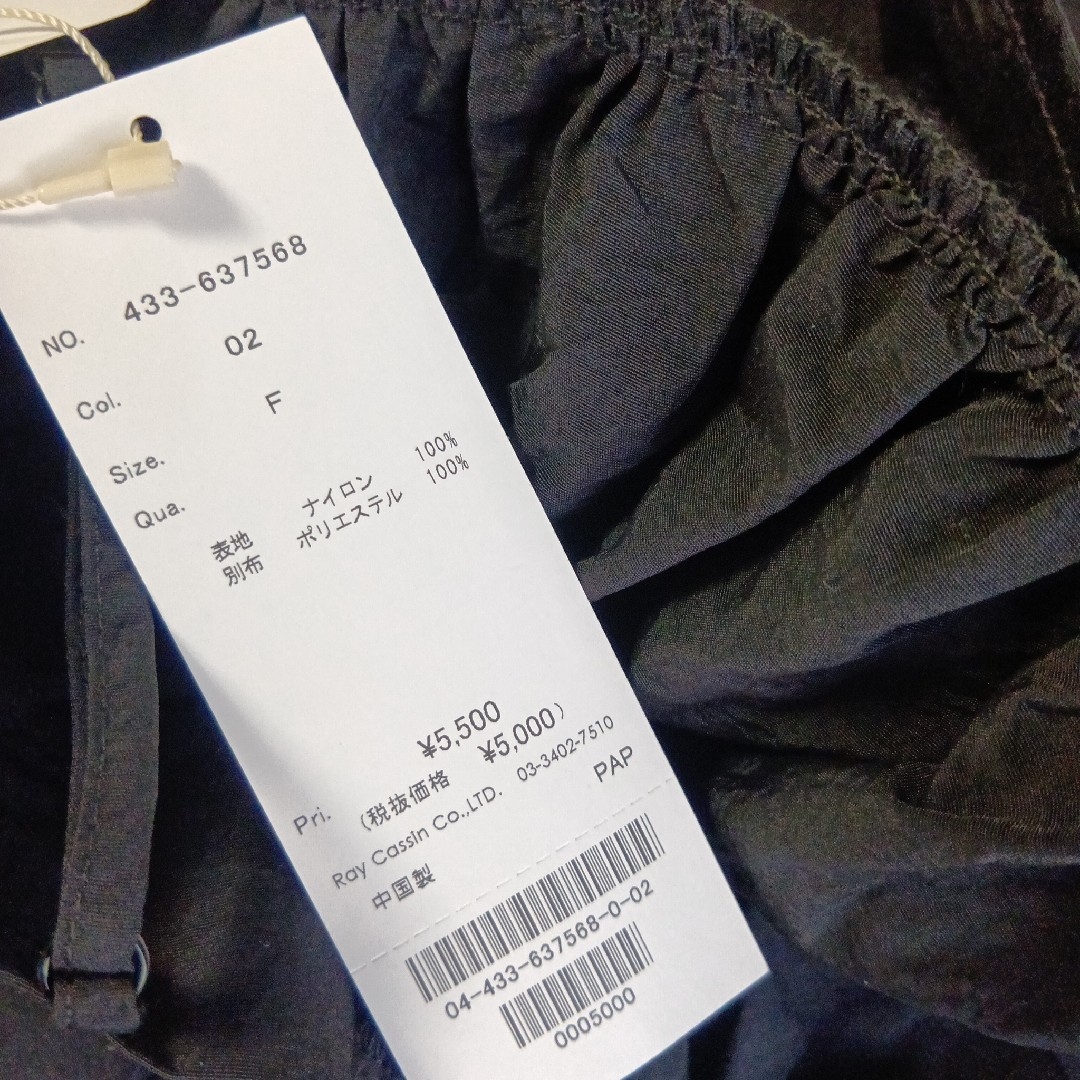 NO. 433-637568
Col. 02
Size. F
Qua.
表地 ナイロン 100%
別布 ポリエステル 100%
Pri. ¥5,500
(税抜価格 ¥5,000)
Ray Cassin Co.,LTD. 03-3402-7510
中国製 PAP
04-433-637568-0-02
0005000